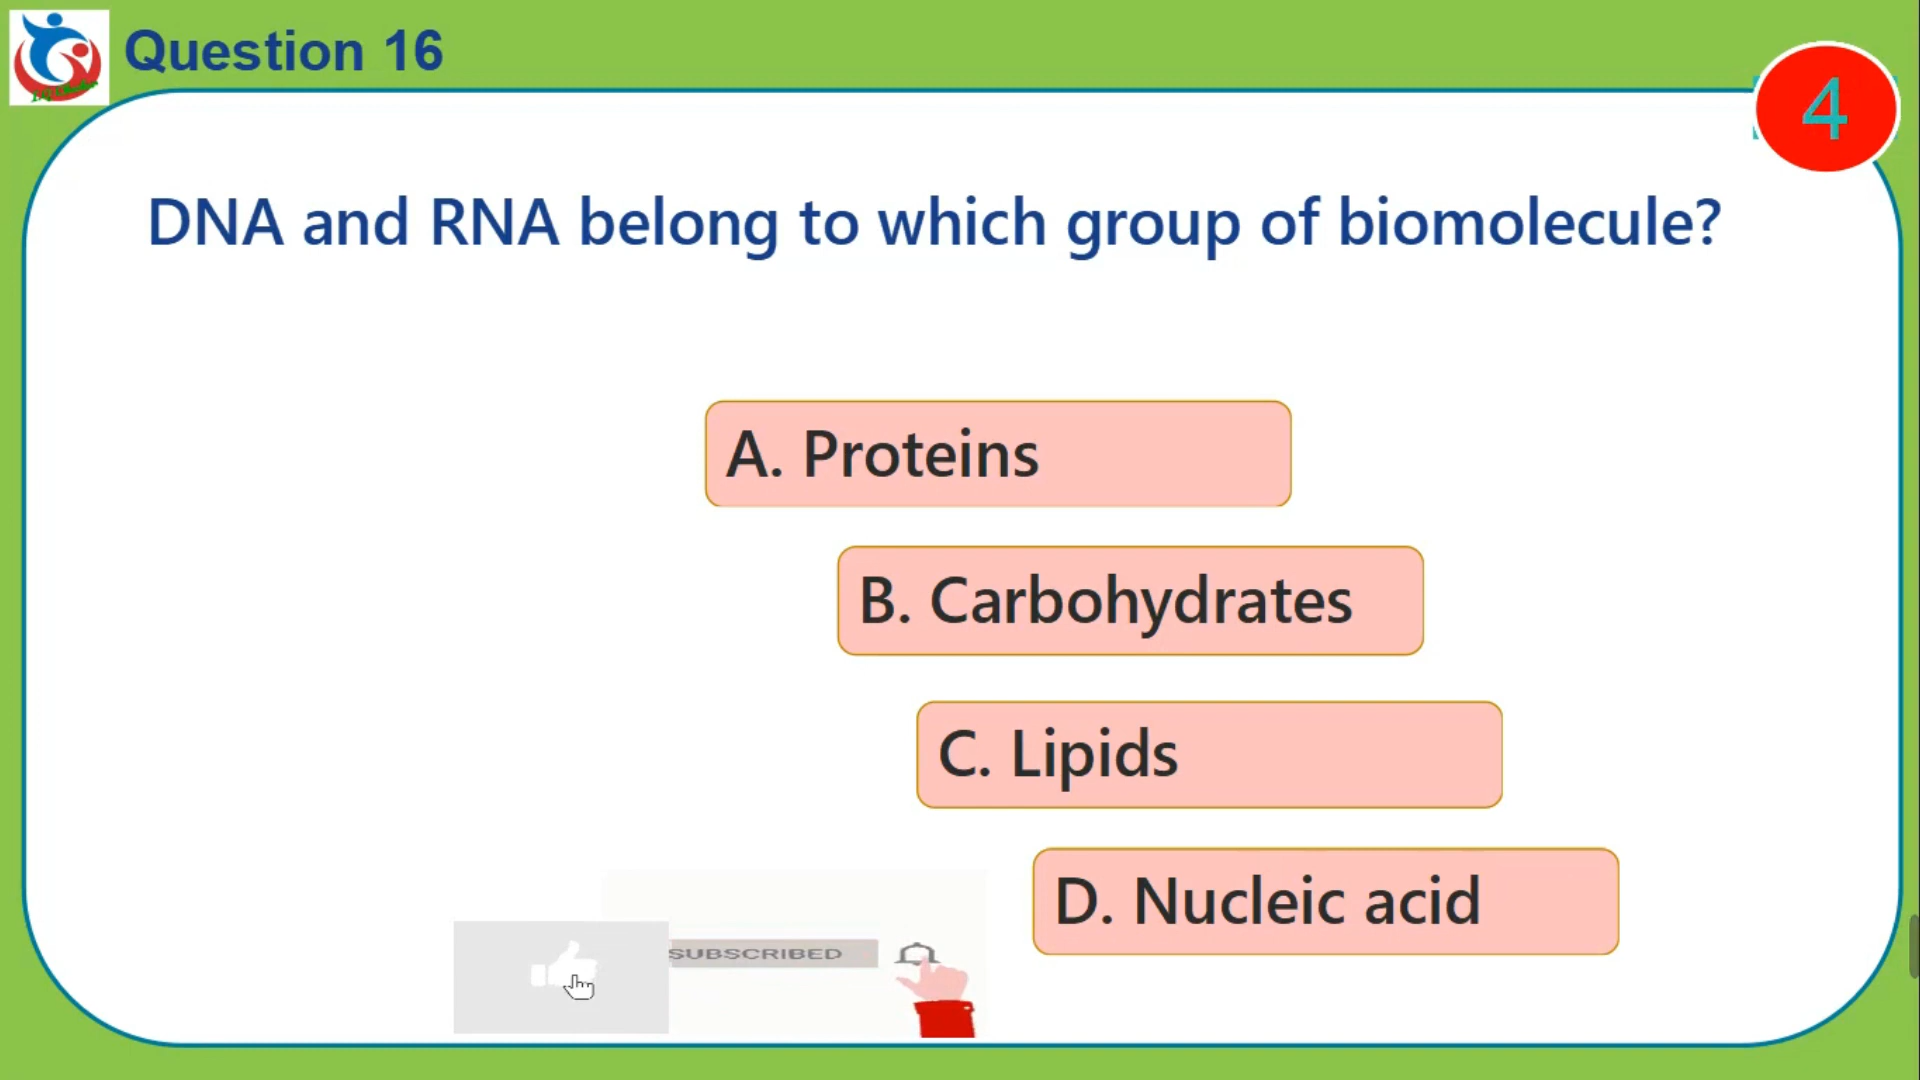 Question 16
4
DNA and RNA belong to which group of biomolecule?
A. Proteins
B. Carbohydrates
C. Lipids
D. Nucleic acid
SUBSCRIBED